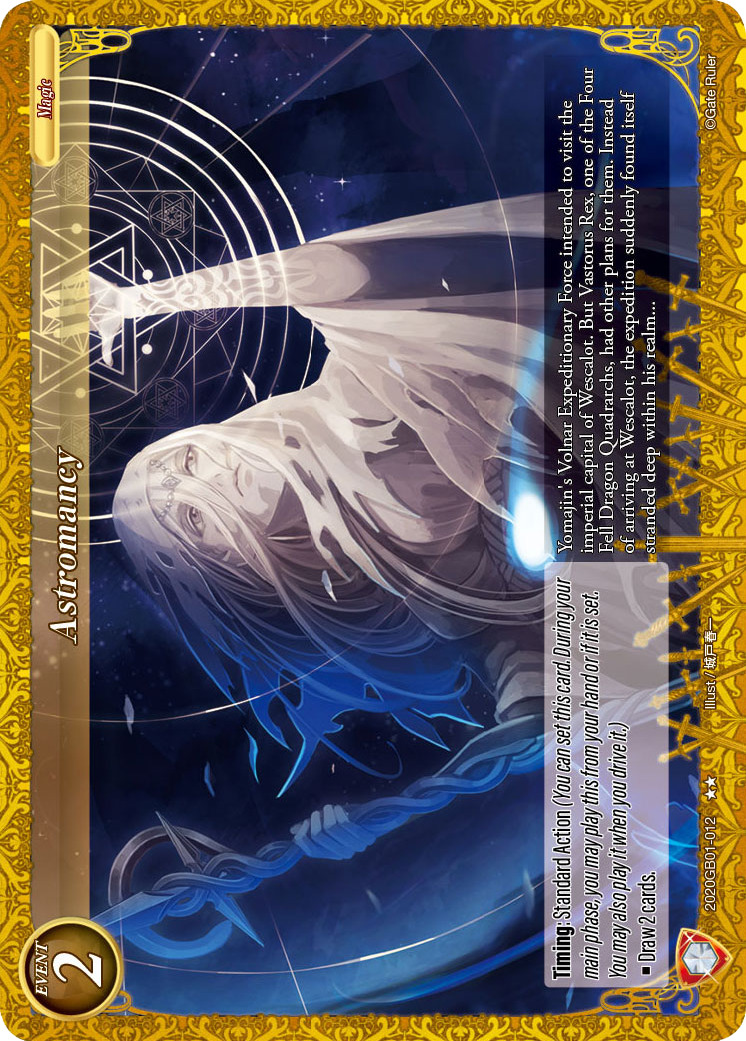 EVENT
2
Astromancy
Magic
Timing: Standard Action (You can set this card. During your
main phase, you may play this from your hand or if it is set.
You may also play it when you drive it.)
■ Draw 2 cards.
Yomajin's Volnar Expeditionary Force intended to visit the
imperial capital of Wescalot. But Vastorus Rex, one of the Four
Fell Dragon Quadrarchs, had other plans for them. Instead
of arriving at Wescalot, the expedition suddenly found itself
stranded deep within his realm...
2020GB01-012 ★★ illust / 城戸春一 ©Gate Ruler